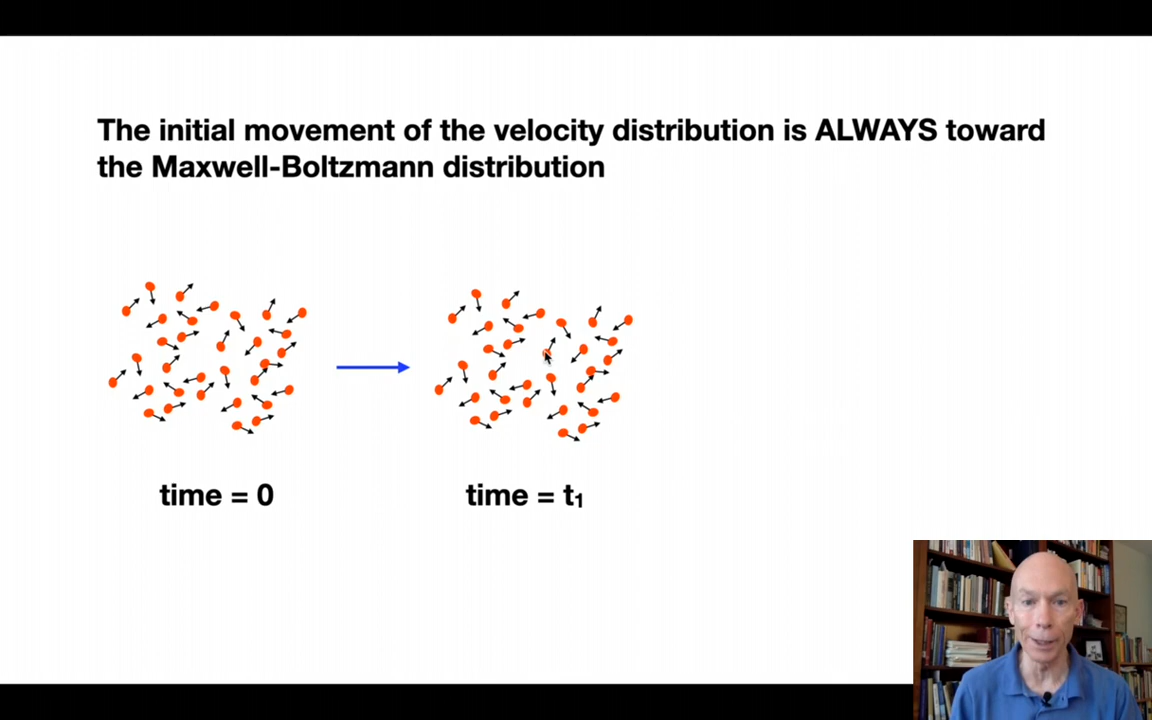 The initial movement of the velocity distribution is ALWAYS toward
the Maxwell-Boltzmann distribution
time = 0
time = t₁